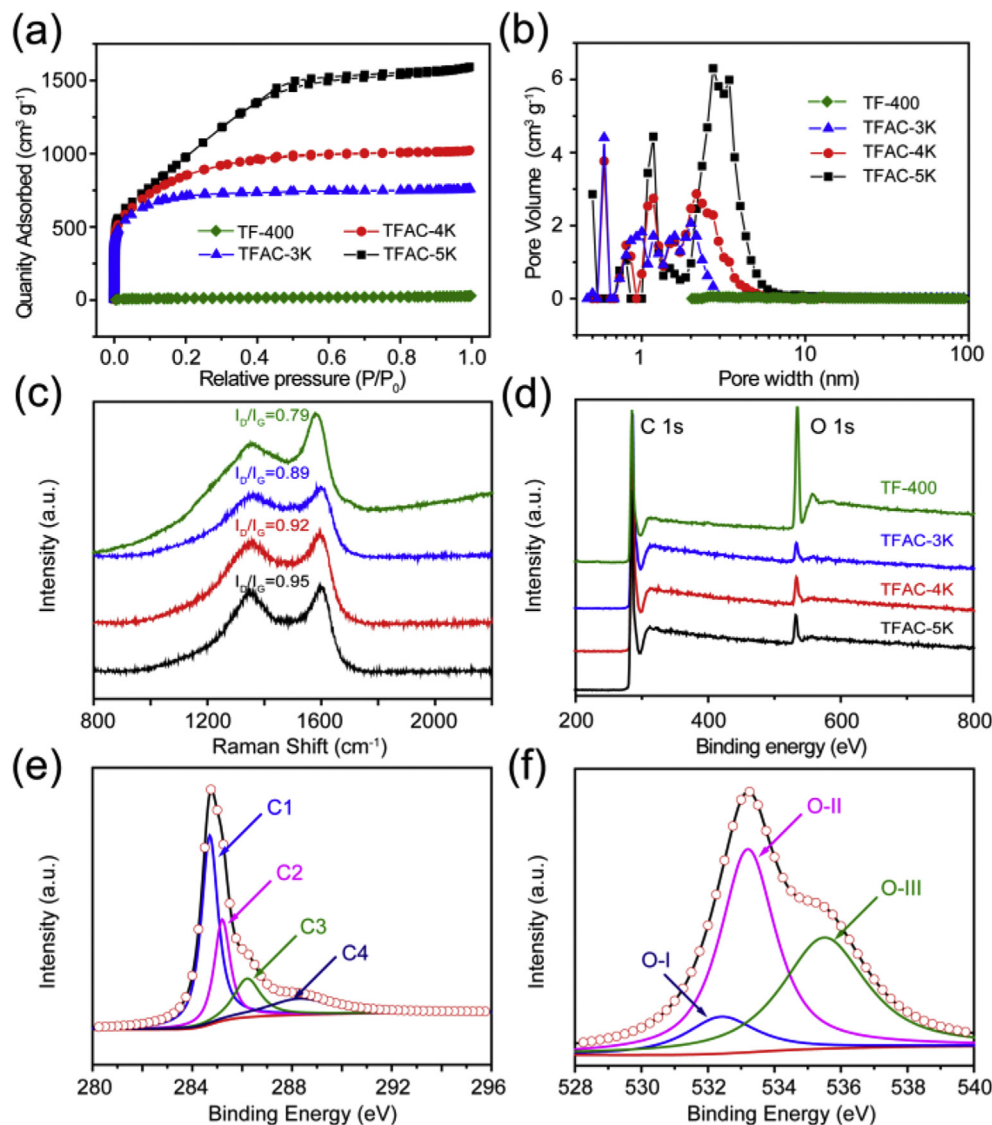 (a)
Quanity Adsorbed (cm³ g⁻¹)
1500
1000
500
0
TF-400
TFAC-4K
TFAC-3K
TFAC-5K
0.0 0.2 0.4 0.6 0.8 1.0
Relative pressure (P/P₀)
(b)
Pore Volume (cm³ g⁻¹)
6
4
2
0
TF-400
TFAC-3K
TFAC-4K
TFAC-5K
1 10 100
Pore width (nm)
(c)
Intensity (a.u.)
I_D/I_G=0.79
I_D/I_G=0.89
I_D/I_G=0.92
I_D/I_G=0.95
800 1200 1600 2000
Raman Shift (cm⁻¹)
(d)
Intensity (a.u.)
C 1s
O 1s
TF-400
TFAC-3K
TFAC-4K
TFAC-5K
200 400 600 800
Binding energy (eV)
(e)
Intensity (a.u.)
C1
C2
C3
C4
280 284 288 292 296
Binding Energy (eV)
(f)
Intensity (a.u.)
O-II
O-III
O-I
528 530 532 534 536 538 540
Binding Energy (eV)